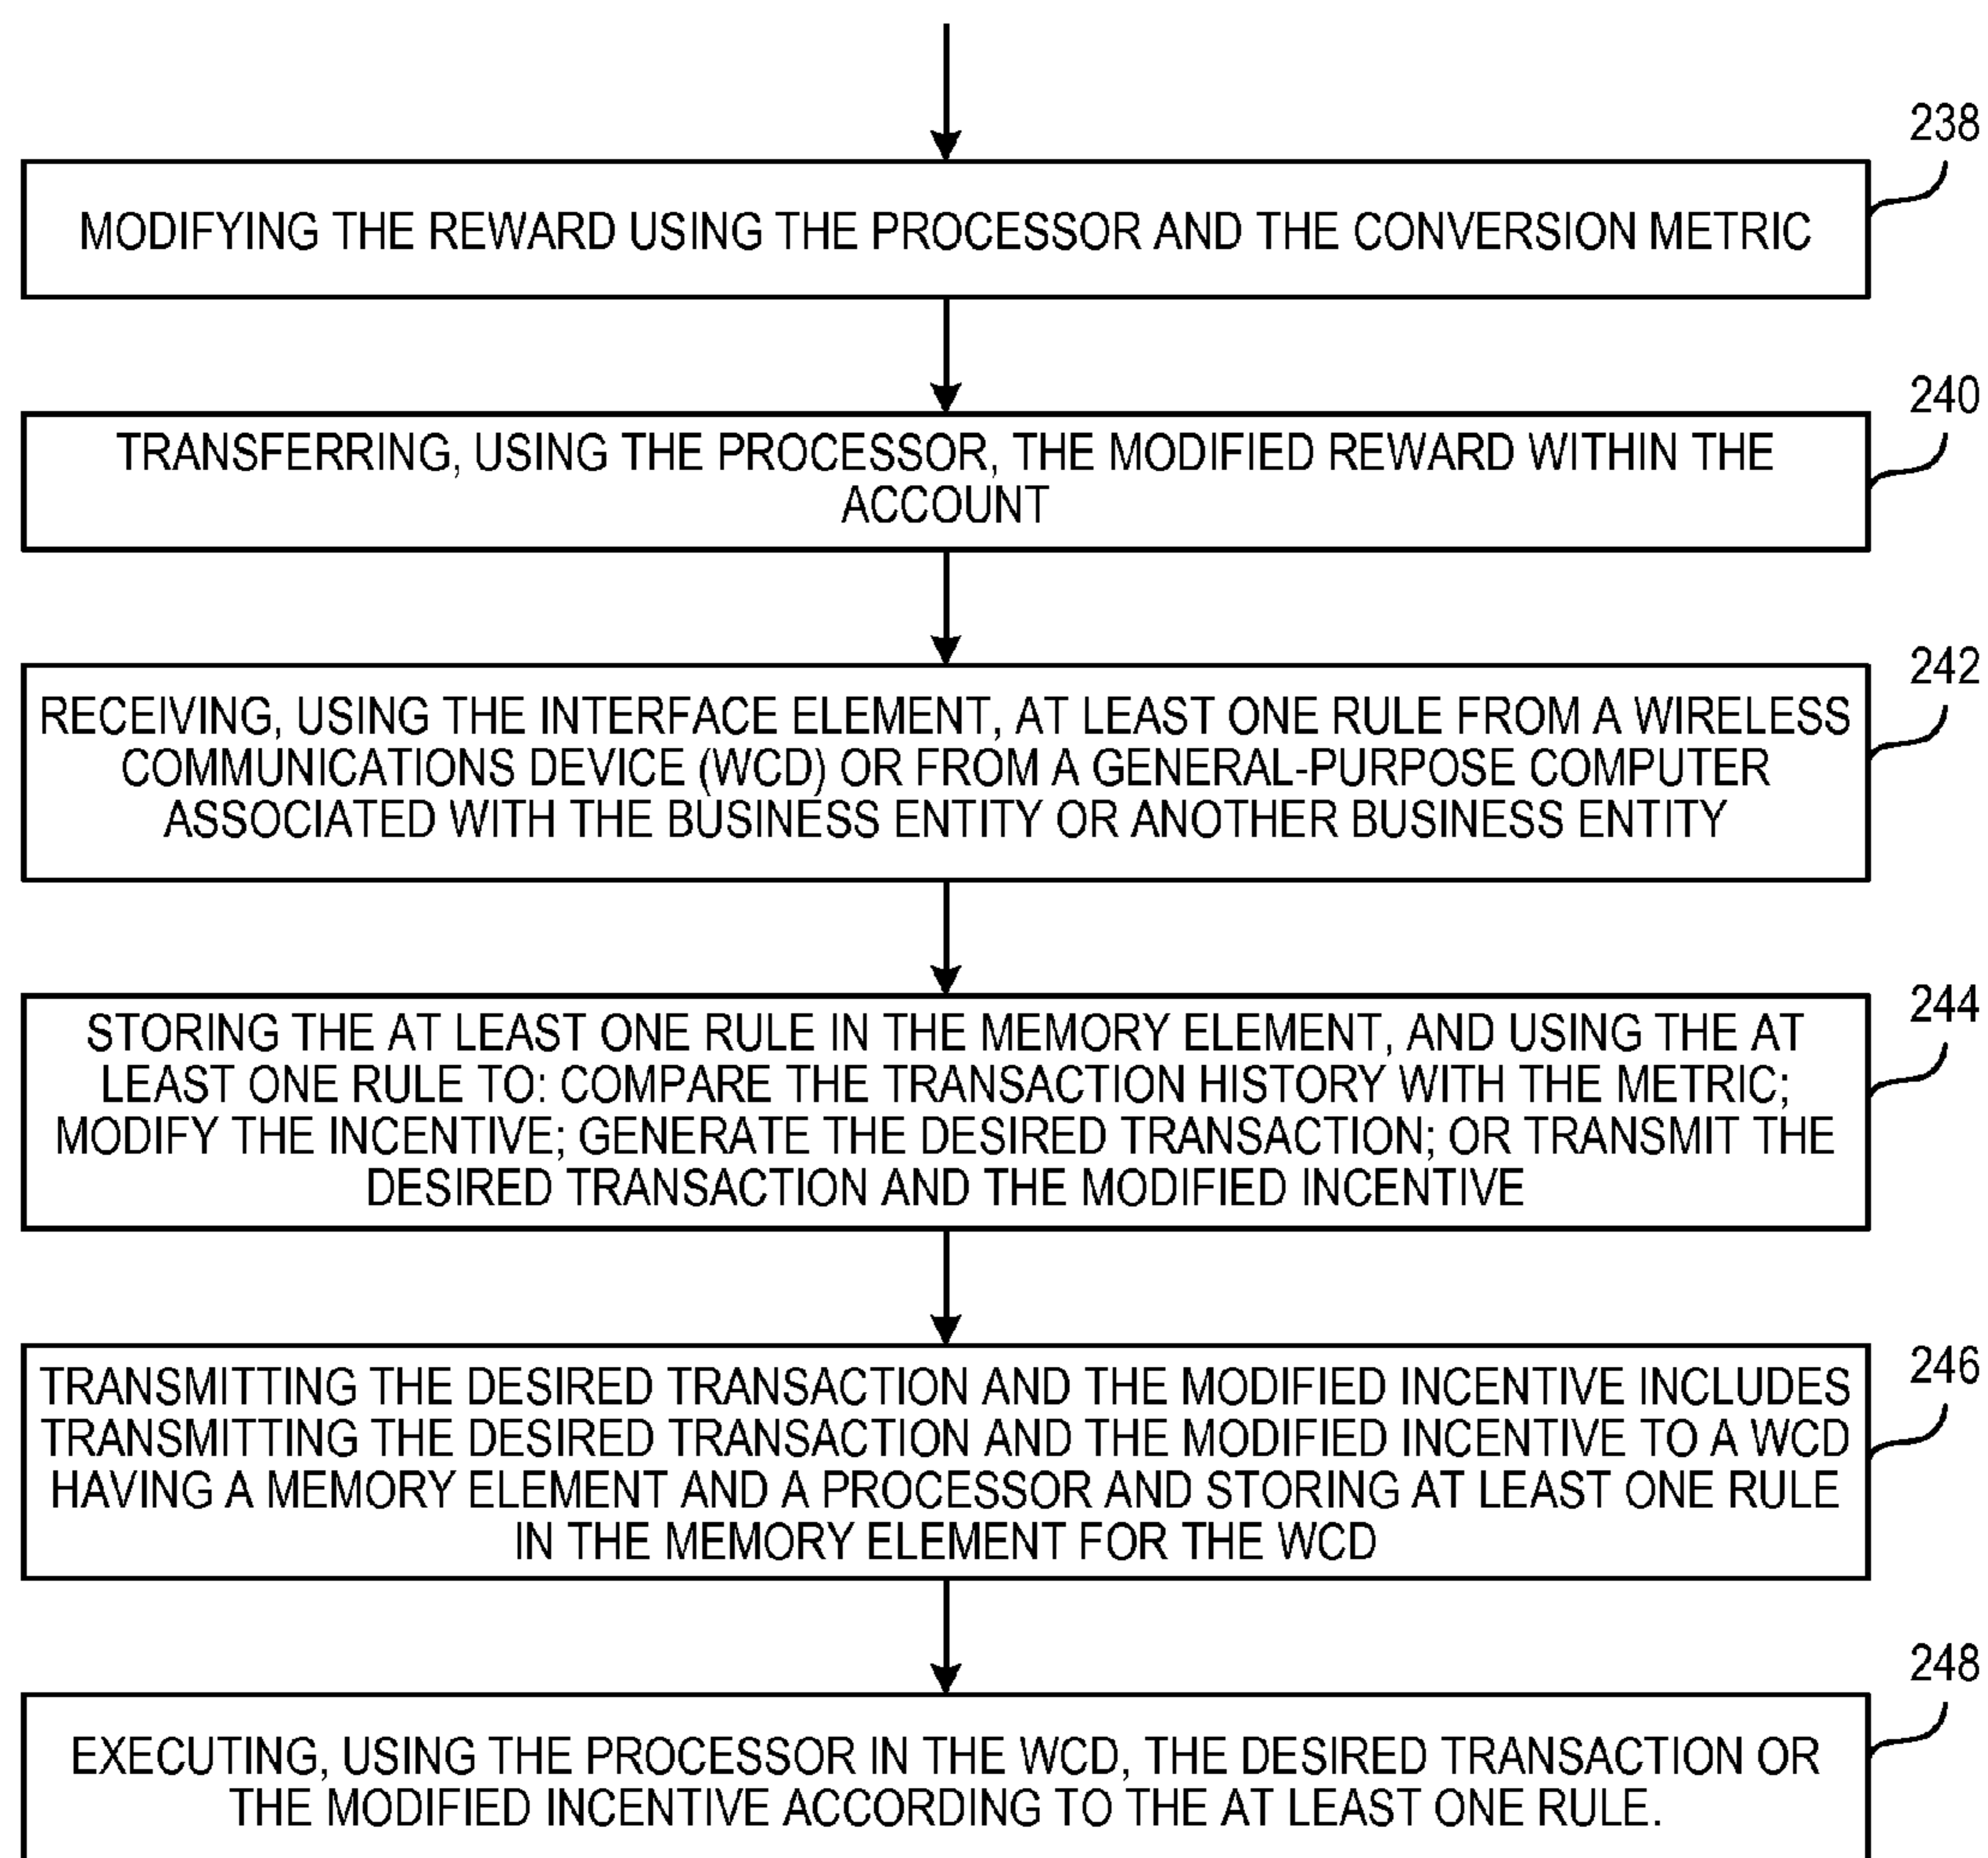 238
MODIFYING THE REWARD USING THE PROCESSOR AND THE CONVERSION METRIC
240
TRANSFERRING, USING THE PROCESSOR, THE MODIFIED REWARD WITHIN THE
ACCOUNT
242
RECEIVING, USING THE INTERFACE ELEMENT, AT LEAST ONE RULE FROM A WIRELESS
COMMUNICATIONS DEVICE (WCD) OR FROM A GENERAL-PURPOSE COMPUTER
ASSOCIATED WITH THE BUSINESS ENTITY OR ANOTHER BUSINESS ENTITY
244
STORING THE AT LEAST ONE RULE IN THE MEMORY ELEMENT, AND USING THE AT
LEAST ONE RULE TO: COMPARE THE TRANSACTION HISTORY WITH THE METRIC;
MODIFY THE INCENTIVE; GENERATE THE DESIRED TRANSACTION; OR TRANSMIT THE
DESIRED TRANSACTION AND THE MODIFIED INCENTIVE
246
TRANSMITTING THE DESIRED TRANSACTION AND THE MODIFIED INCENTIVE INCLUDES
TRANSMITTING THE DESIRED TRANSACTION AND THE MODIFIED INCENTIVE TO A WCD
HAVING A MEMORY ELEMENT AND A PROCESSOR AND STORING AT LEAST ONE RULE
IN THE MEMORY ELEMENT FOR THE WCD
248
EXECUTING, USING THE PROCESSOR IN THE WCD, THE DESIRED TRANSACTION OR
THE MODIFIED INCENTIVE ACCORDING TO THE AT LEAST ONE RULE.